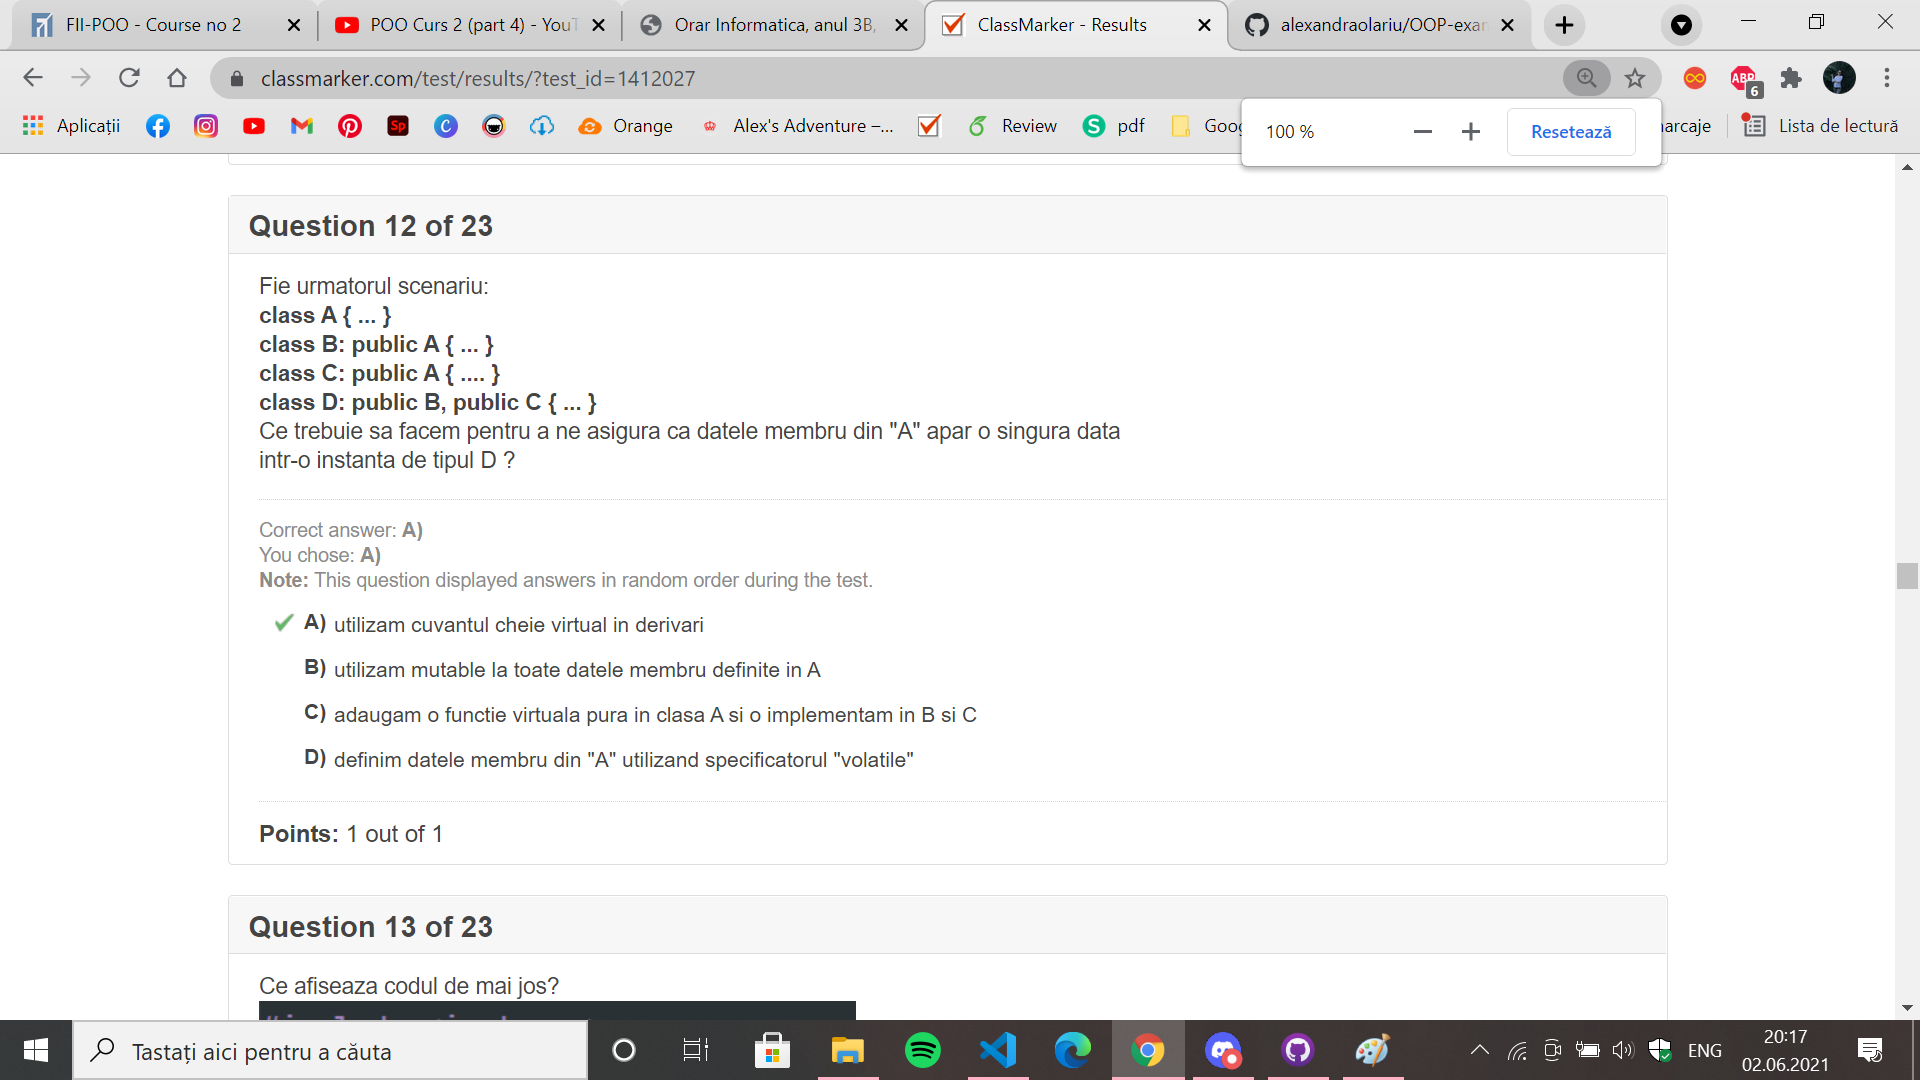 FII-POO - Course no 2
POO Curs 2 (part 4) - YouT
Orar Informatica, anul 3B,
ClassMarker - Results
alexandraolariu/OOP-exan
classmarker.com/test/results/?test_id=1412027
ABP
6
Aplicații
Sp
C
Orange
Alex's Adventure –...
Review
S
pdf
Goog
100 %
Resetează
arcaje
Lista de lectură
Question 12 of 23
Fie urmatorul scenariu:
class A { ... }
class B: public A { ... }
class C: public A { .... }
class D: public B, public C { ... }
Ce trebuie sa facem pentru a ne asigura ca datele membru din "A" apar o singura data
intr-o instanta de tipul D ?
Correct answer: A)
You chose: A)
Note: This question displayed answers in random order during the test.
A) utilizam cuvantul cheie virtual in derivari
B) utilizam mutable la toate datele membru definite in A
C) adaugam o functie virtuala pura in clasa A si o implementam in B si C
D) definim datele membru din "A" utilizand specificatorul "volatile"
Points: 1 out of 1
Question 13 of 23
Ce afiseaza codul de mai jos?
Tastați aici pentru a căuta
ENG
20:17
02.06.2021